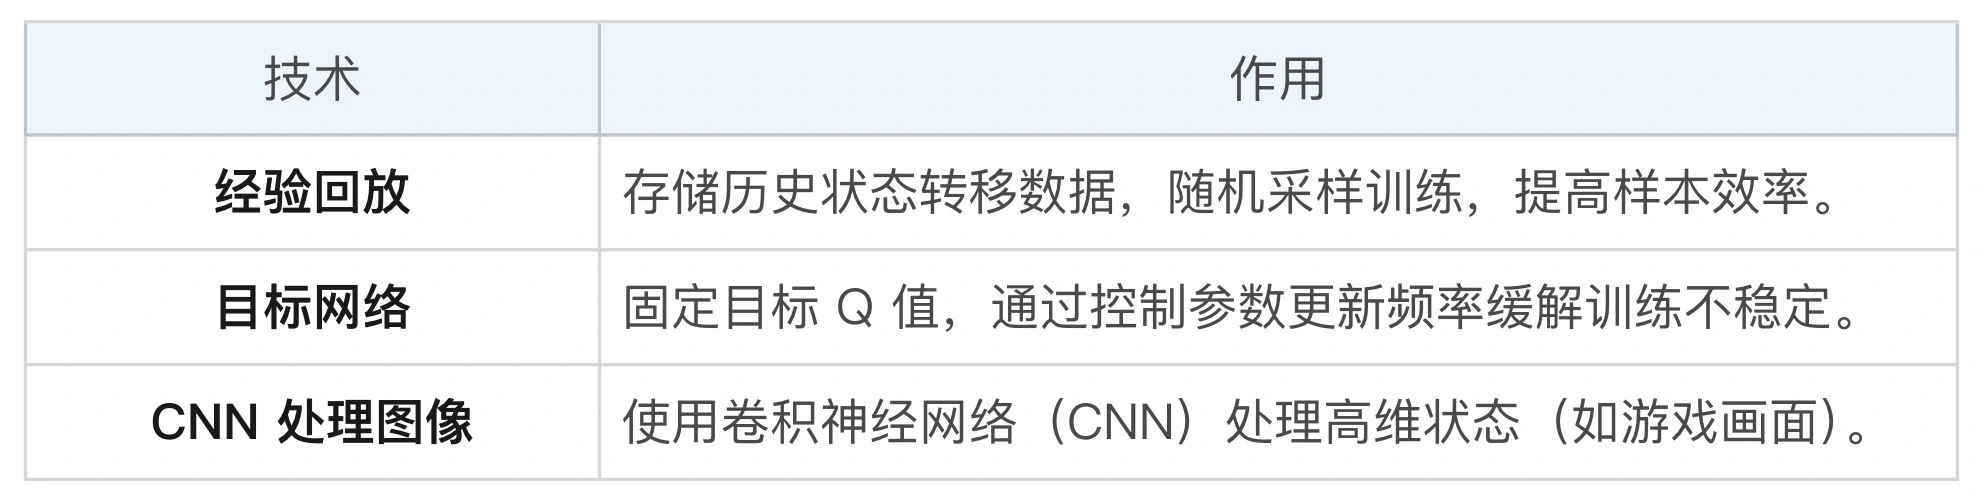 技术 作用
经验回放 存储历史状态转移数据，随机采样训练，提高样本效率。
目标网络 固定目标 Q 值，通过控制参数更新频率缓解训练不稳定。
CNN 处理图像 使用卷积神经网络（CNN）处理高维状态（如游戏画面）。